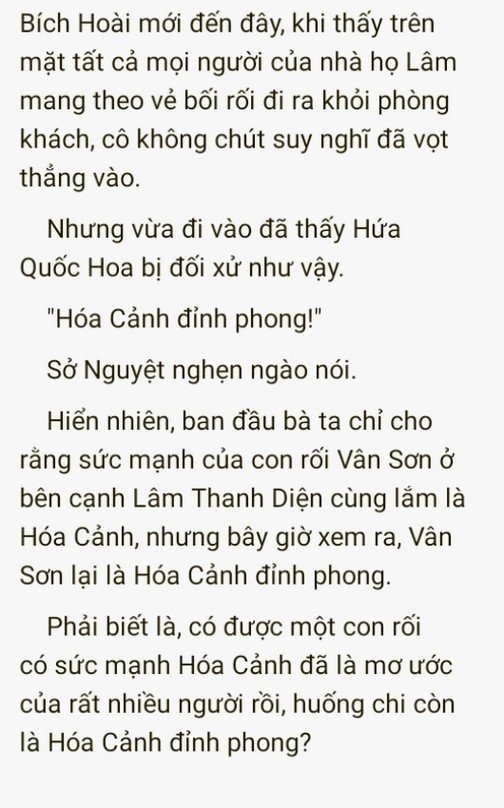 Bích Hoài mới đến đây, khi thấy trên
mặt tất cả mọi người của nhà họ Lâm
mang theo vẻ bối rối đi ra khỏi phòng
khách, cô không chút suy nghĩ đã vọt
thẳng vào.
Nhưng vừa đi vào đã thấy Hứa
Quốc Hoa bị đối xử như vậy.
"Hóa Cảnh đỉnh phong!"
Sở Nguyệt nghẹn ngào nói.
Hiển nhiên, ban đầu bà ta chỉ cho
rằng sức mạnh của con rối Vân Sơn ở
bên cạnh Lâm Thanh Diện cùng lắm là
Hóa Cảnh, nhưng bây giờ xem ra, Vân
Sơn lại là Hóa Cảnh đỉnh phong.
Phải biết là, có được một con rối
có sức mạnh Hóa Cảnh đã là mơ ước
của rất nhiều người rồi, huống chi còn
là Hóa Cảnh đỉnh phong?